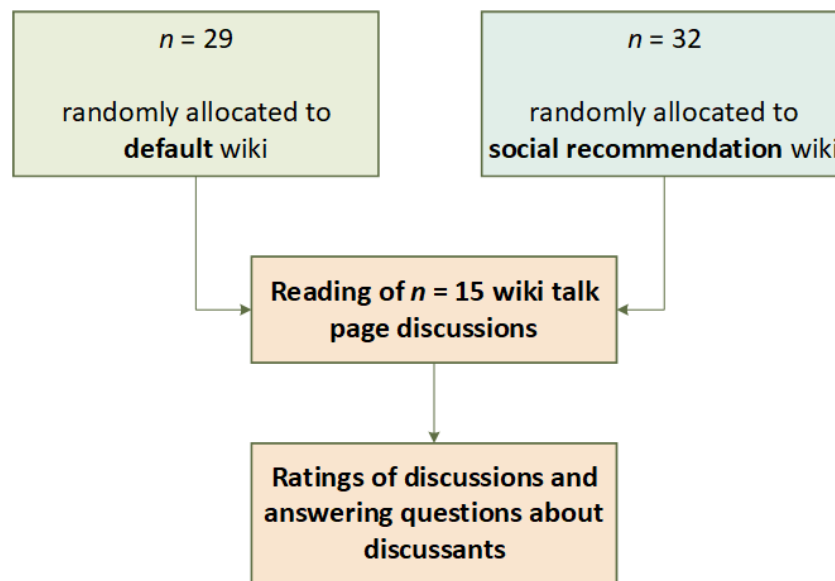 n = 29
randomly allocated to
default wiki
n = 32
randomly allocated to
social recommendation wiki
Reading of n = 15 wiki talk
page discussions
Ratings of discussions and
answering questions about
discussants